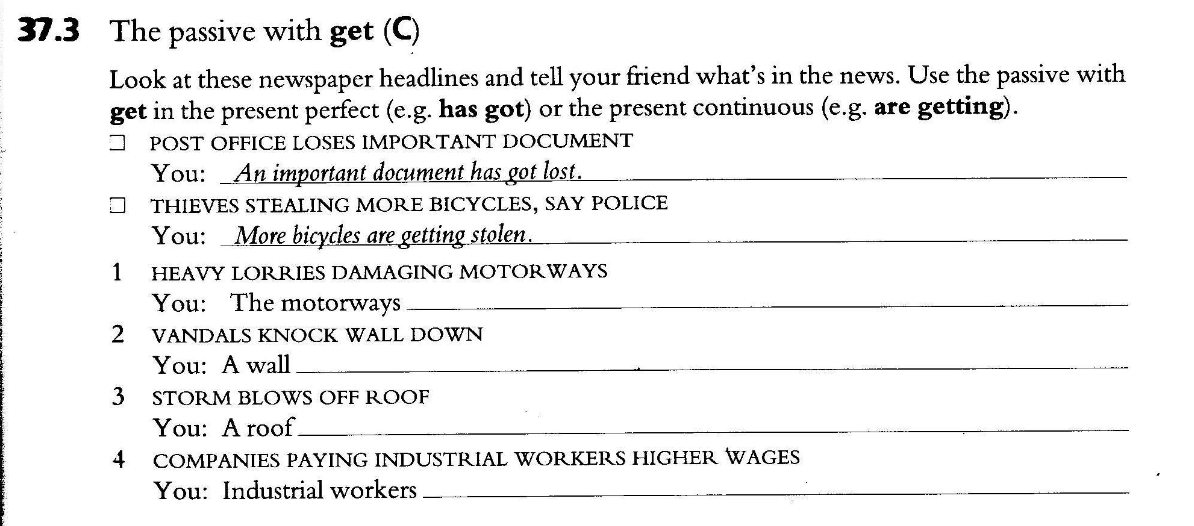 37.3 The passive with get (C)
Look at these newspaper headlines and tell your friend what's in the news. Use the passive with
get in the present perfect (e.g. has got) or the present continuous (e.g. are getting).
POST OFFICE LOSES IMPORTANT DOCUMENT
You: An important document has got lost.
THIEVES STEALING MORE BICYCLES, SAY POLICE
You: More bicycles are getting stolen.
1 HEAVY LORRIES DAMAGING MOTORWAYS
You: The motorways
2 VANDALS KNOCK WALL DOWN
You: A wall
3 STORM BLOWS OFF ROOF
You: A roof
4 COMPANIES PAYING INDUSTRIAL WORKERS HIGHER WAGES
You: Industrial workers